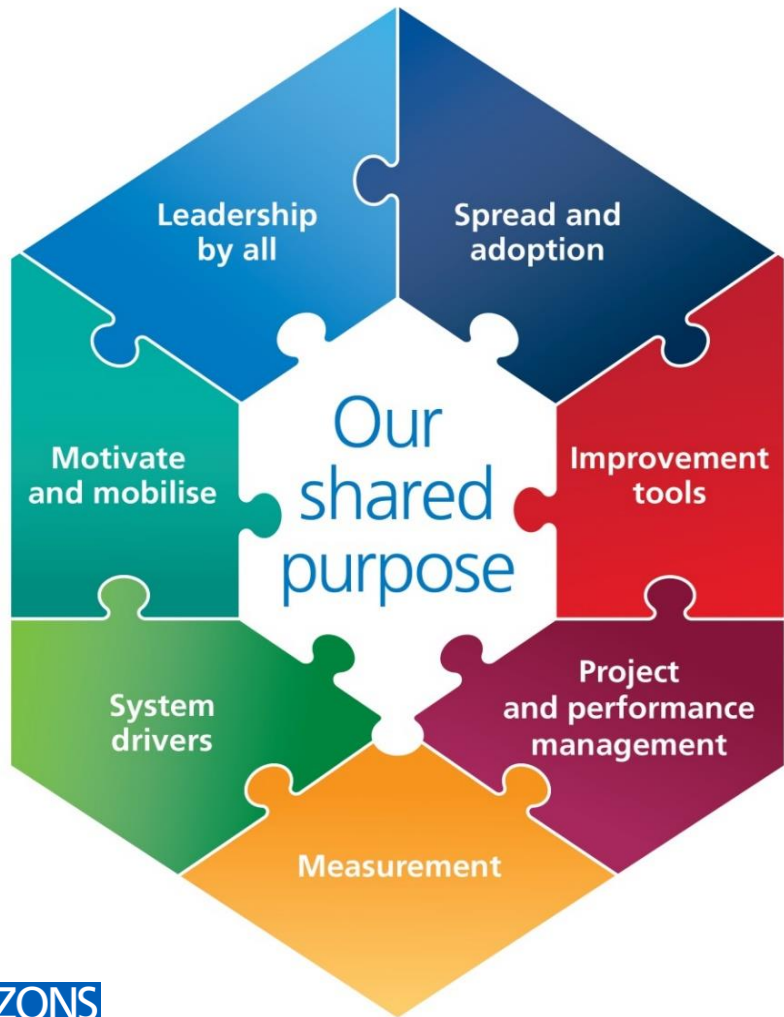 Leadership
by all
Spread and
adoption
Motivate
and mobilise
Our
shared
purpose
Improvement
tools
System
drivers
Project
and performance
management
Measurement
ZONS